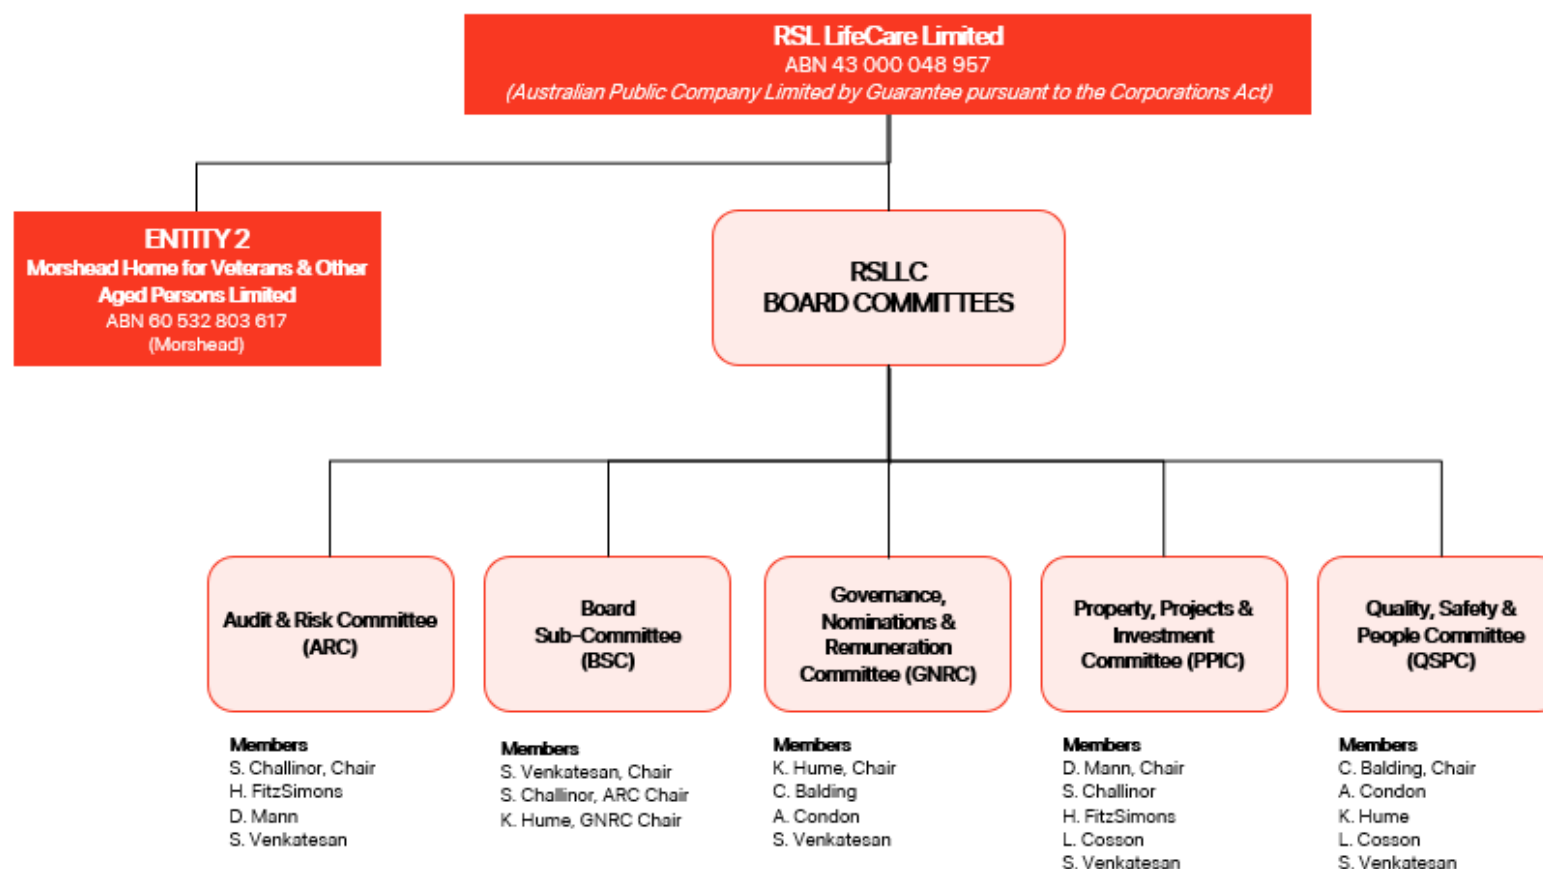 RSL LifeCare Limited
ABN 43 000 048 957
(Australian Public Company Limited by Guarantee pursuant to the Corporations Act)
ENTITY 2
Morshead Home for Veterans & Other
Aged Persons Limited
ABN 60 532 803 617
(Morshead)
RSLLC
BOARD COMMITTEES
Audit & Risk Committee
(ARC)
Board
Sub-Committee
(BSC)
Governance,
Nominations &
Remuneration
Committee (GNRC)
Property, Projects &
Investment
Committee (PPIC)
Quality, Safety &
People Committee
(QSPC)
Members
S. Challinor, Chair
H. FitzSimons
D. Mann
S. Venkatesan
Members
S. Venkatesan, Chair
S. Challinor, ARC Chair
K. Hume, GNRC Chair
Members
K. Hume, Chair
C. Balding
A. Condon
S. Venkatesan
Members
D. Mann, Chair
S. Challinor
H. FitzSimons
L. Cosson
S. Venkatesan
Members
C. Balding, Chair
A. Condon
K. Hume
L. Cosson
S. Venkatesan